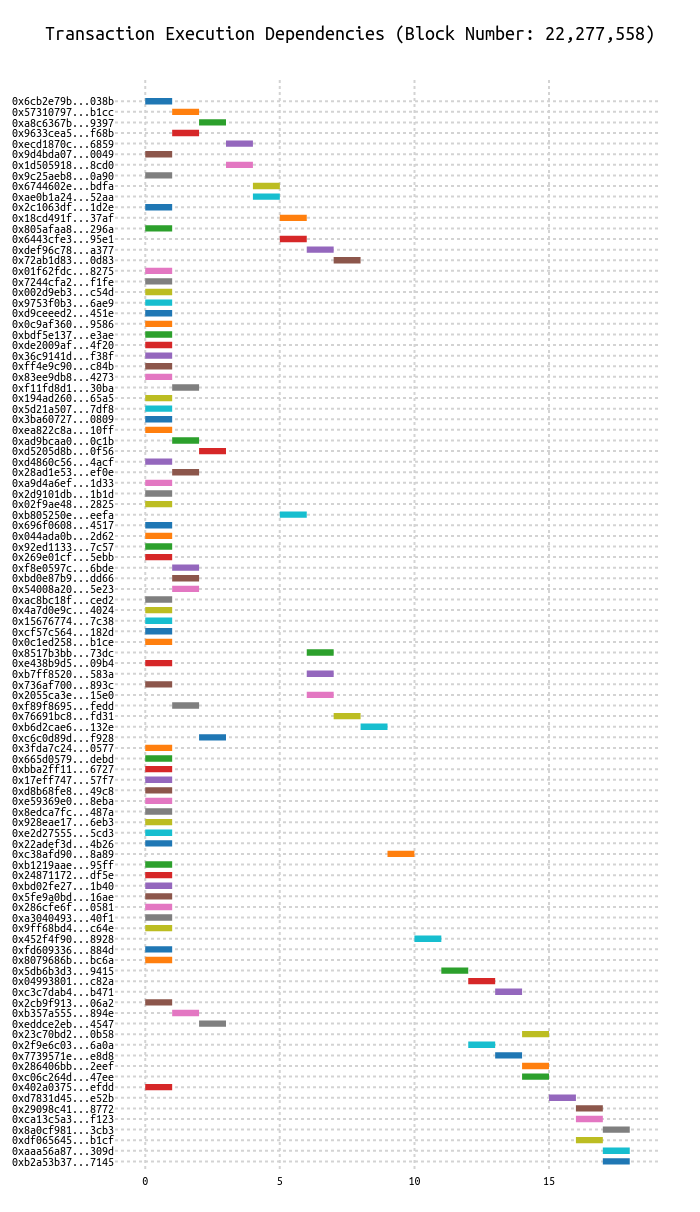 Transaction Execution Dependencies (Block Number: 22,277,558)
0x6cb2e79b...038b
0x57310797...b1cc
0xa8c6367b...9397
0x9633cea5...f68b
0xecd1870c...6859
0x9d4bda07...0049
0x1d505918...8cd0
0x9c25aeb8...0a90
0x6744602e...bdfa
0xae0b1a24...52aa
0x2c1063df...1d2e
0x18cd491f...37af
0x805afaa8...296a
0x6443cfe3...95e1
0xdef96c78...a377
0x72ab1d83...0d83
0x01f62fdc...8275
0x7244cfa2...f1fe
0x002d9eb3...c54d
0x9753f0b3...6ae9
0xd9ceeed2...451e
0x0c9af360...9586
0xbdf5e137...e3ae
0xde2009af...4f20
0x36c9141d...f38f
0xff4e9c90...c84b
0x83ee9db8...4273
0xf11fd8d1...30ba
0x194ad260...65a5
0x5d21a507...7df8
0x3ba60727...0809
0xea822c8a...10ff
0xad9bcaa0...0c1b
0xd5205d8b...0f56
0xd4860c56...4acf
0x28ad1e53...ef0e
0xa9d4a6ef...1d33
0x2d9101db...1b1d
0x02f9ae48...2825
0xb805250e...eefa
0x696f0608...4517
0x044ada0b...2d62
0x92ed1133...7c57
0x269e01cf...5ebb
0xf8e0597c...6bde
0xbd0e87b9...dd66
0x54008a20...5e23
0xac8bc18f...ced2
0x4a7d0e9c...4024
0x15676774...7c38
0xcf57c564...182d
0x0c1ed258...b1ce
0x8517b3bb...73dc
0xe438b9d5...09b4
0xb7ff8520...583a
0x736af700...893c
0x2055ca3e...15e0
0xf89f8695...fedd
0x76691bc8...fd31
0xb6d2cae6...132e
0xc6c0d89d...f928
0x3fda7c24...0577
0x665d0579...debd
0xbba2ff11...6727
0x17eff747...57f7
0xd8b68fe8...49c8
0xe59369e0...8eba
0x8edca7fc...487a
0x928eae17...6eb3
0xe2d27555...5cd3
0x22adef3d...4b26
0xc38afd90...8a89
0xb1219aae...95ff
0x24871172...df5e
0xbd02fe27...1b40
0x5fe9a0bd...16ae
0x286cfe6f...0581
0xa3040493...40f1
0x9ff68bd4...c64e
0x452f4f90...8928
0xfd609336...884d
0x8079686b...bc6a
0x5db6b3d3...9415
0x04993801...c82a
0xc3c7dab4...b471
0x2cb9f913...06a2
0xb357a555...894e
0xeddce2eb...4547
0x23c70bd2...0b58
0x2f9e6c03...6a0a
0x7739571e...e8d8
0x286406bb...2eef
0xc06c264d...47ee
0x402a0375...efdd
0xd7831d45...e52b
0x29098c41...8772
0xca13c5a3...f123
0x8a0cf981...3cb3
0xdf065645...b1cf
0xaaa56a87...309d
0xb2a53b37...7145
0 5 10 15